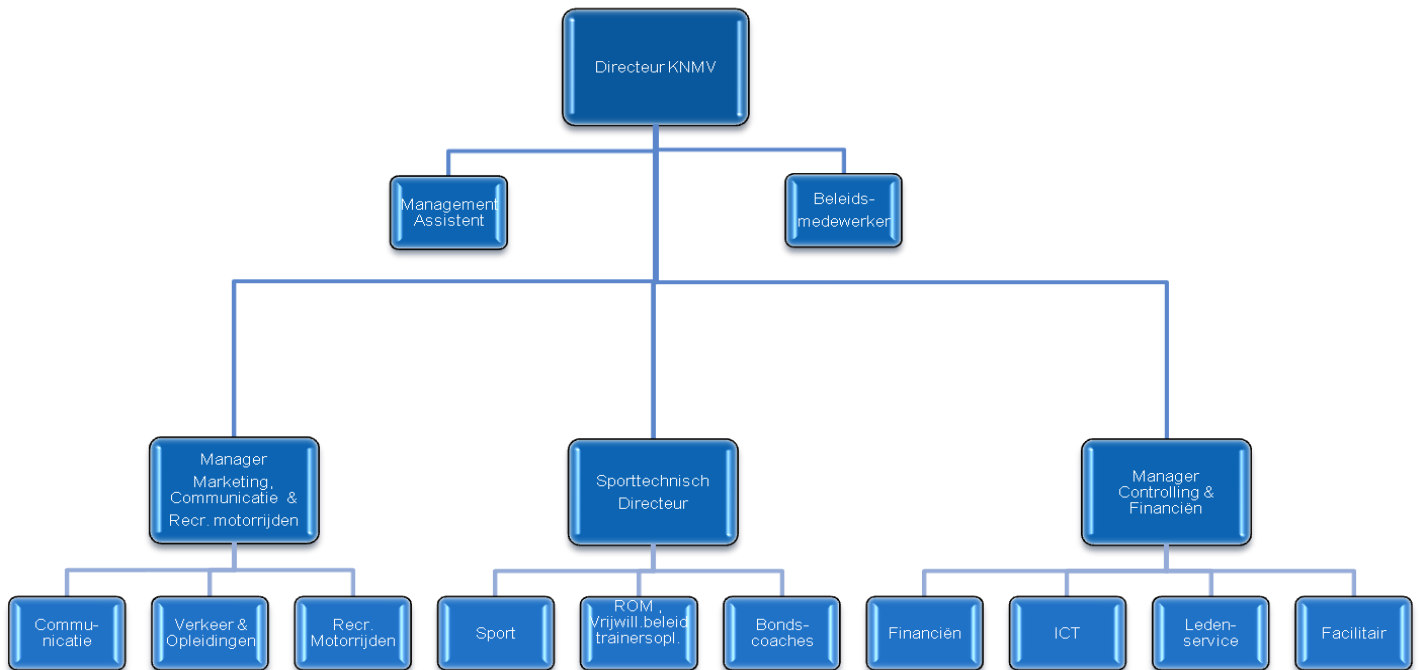 Directeur KNMV
Management
Assistent
Beleids-
medewerker
Manager
Marketing,
Communicatie &
Recr. motorrijden
Sporttechnisch
Directeur
Manager
Controlling &
Financiën
Commu-
nicatie
Verkeer &
Opleidingen
Recr.
Motorrijden
Sport
ROM ,
Vrijwill.beleid
trainersopl.
Bonds-
coaches
Financiën
ICT
Leden-
service
Facilitair